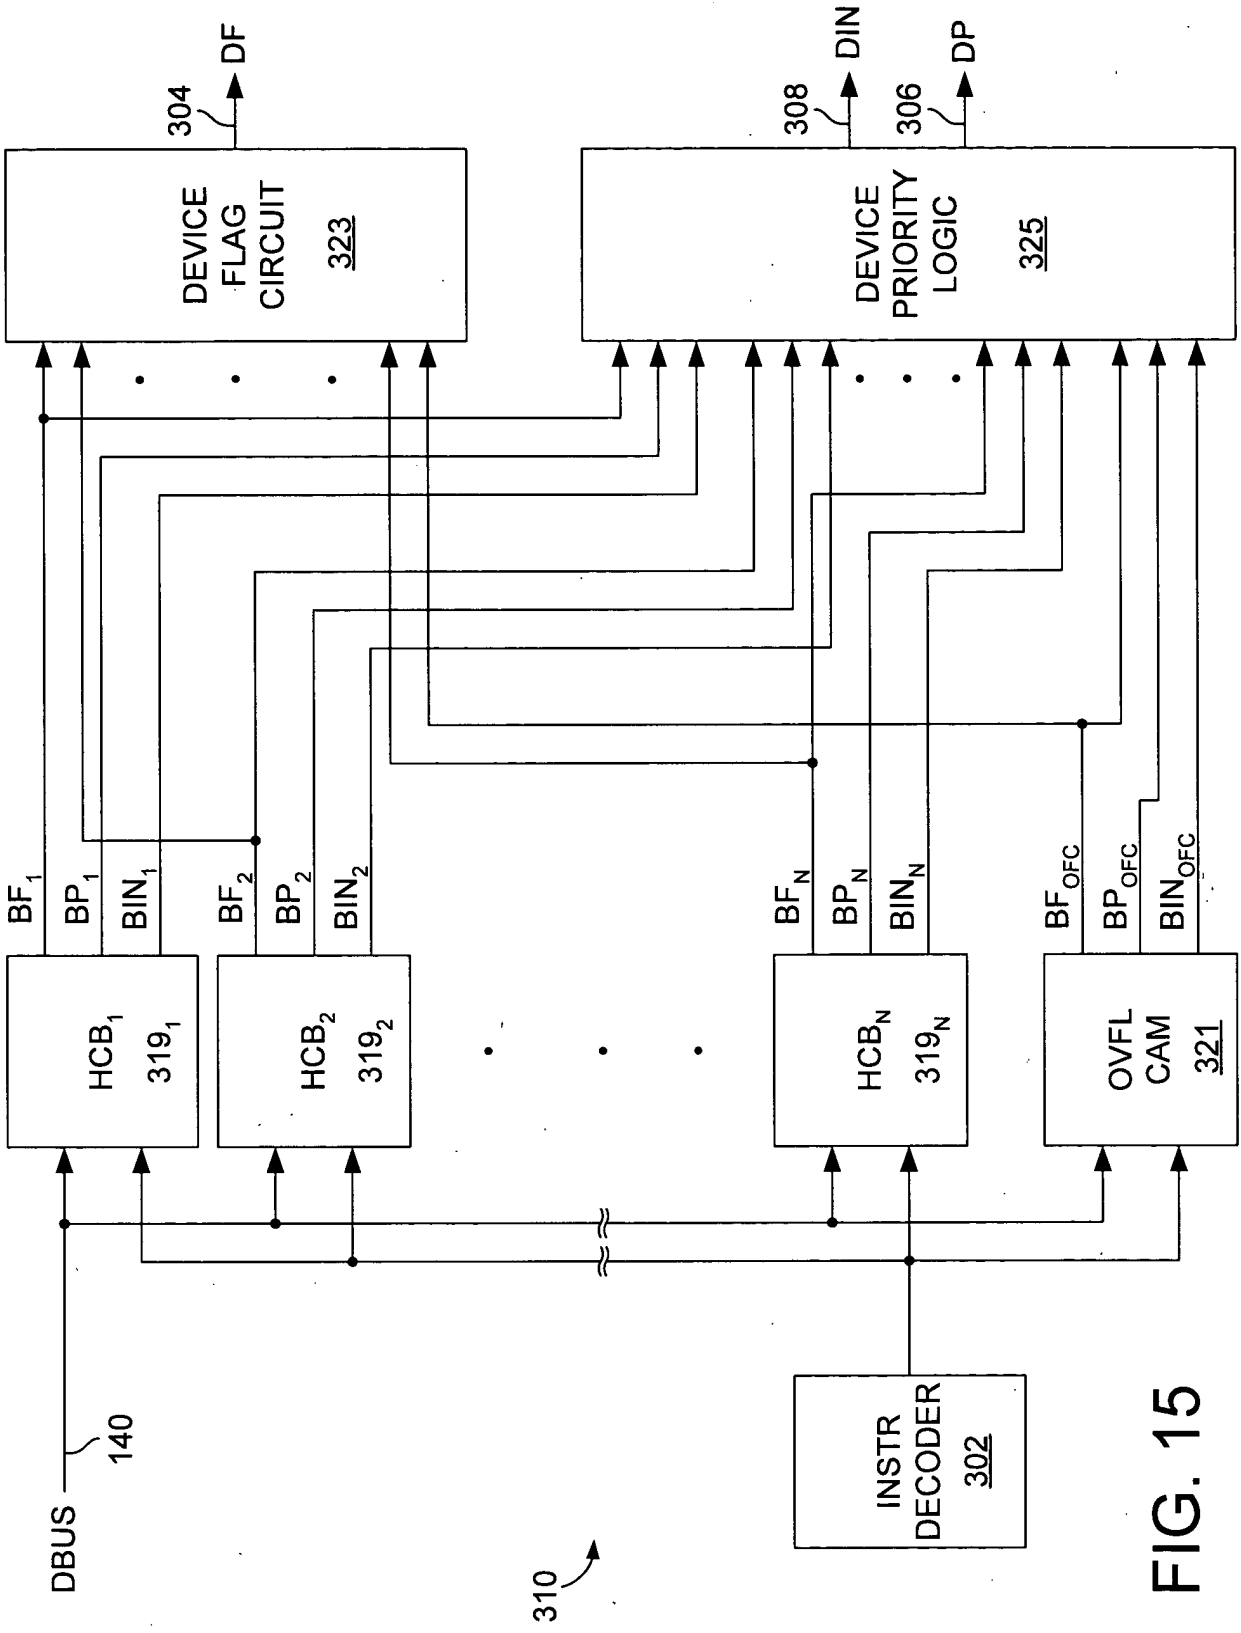 DBUS
140
310
INSTR
DECODER
302
HCB1
3191
HCB2
3192
HCBN
319N
OVFL
CAM
321
BF1
BP1
BIN1
BF2
BP2
BIN2
BFN
BPN
BINN
BFOFC
BPOFC
BINOFC
DEVICE
FLAG
CIRCUIT
323
DEVICE
PRIORITY
LOGIC
325
304
DF
308
DIN
306
DP
FIG. 15